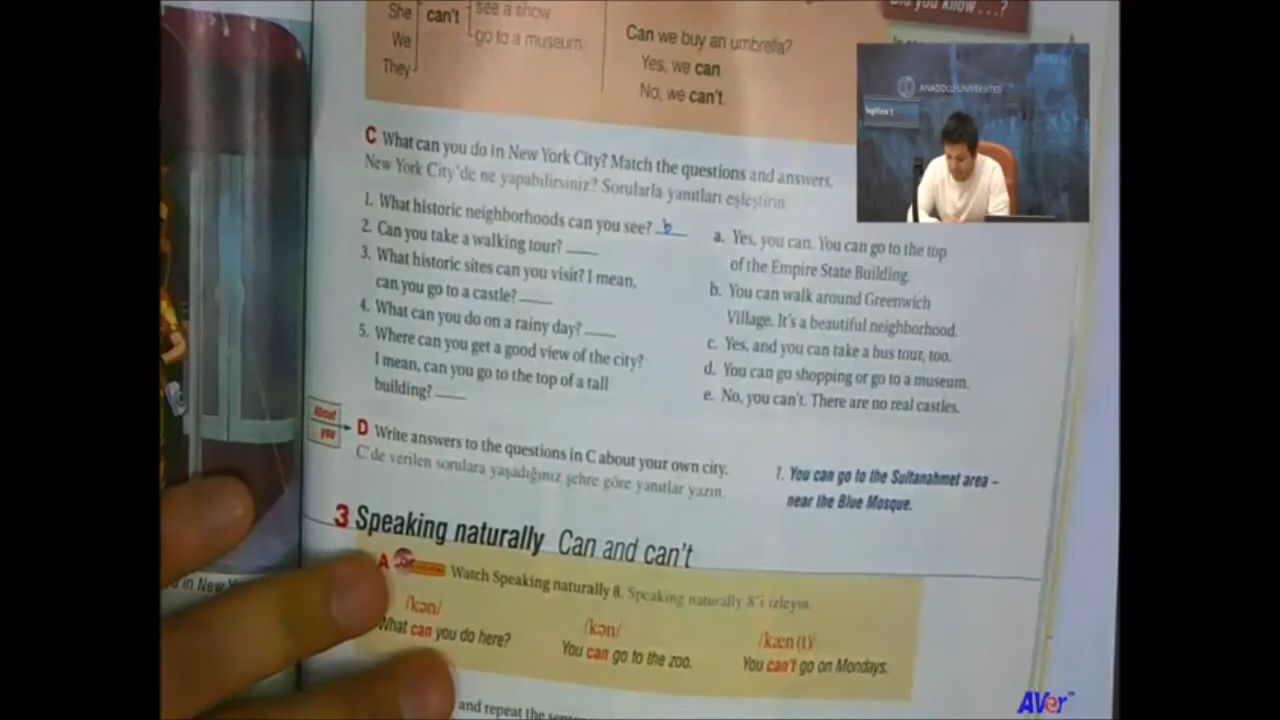 She
We
They
can't
see a show
go to a museum.
Can we buy an umbrella?
Yes, we can
No, we can't.
Did you know . . . ?
ANADOLU ÜNİVERSİTESİ
C What can you do in New York City? Match the questions and answers.
New York City'de ne yapabilirsiniz? Sorularla yanıtları eşleştirin.
1. What historic neighborhoods can you see? b
2. Can you take a walking tour?
3. What historic sites can you visit? I mean,
can you go to a castle?
4. What can you do on a rainy day?
5. Where can you get a good view of the city?
I mean, can you go to the top of a tall
building?
a. Yes, you can. You can go to the top
of the Empire State Building.
b. You can walk around Greenwich
Village. It's a beautiful neighborhood.
c. Yes, and you can take a bus tour, too.
d. You can go shopping or go to a museum.
e. No, you can't. There are no real castles.
About
you
D Write answers to the questions in C about your own city.
C'de verilen sorulara yaşadığınız şehre göre yanıtlar yazın.
1. You can go to the Sultanahmet area –
near the Blue Mosque.
3 Speaking naturally Can and can't
A Watch Speaking naturally 8. Speaking naturally 8'i izleyin.
/kən/
What can you do here?
/kən/
You can go to the zoo.
/kæn(t)/
You can't go on Mondays.
in New
and repeat the
AVer